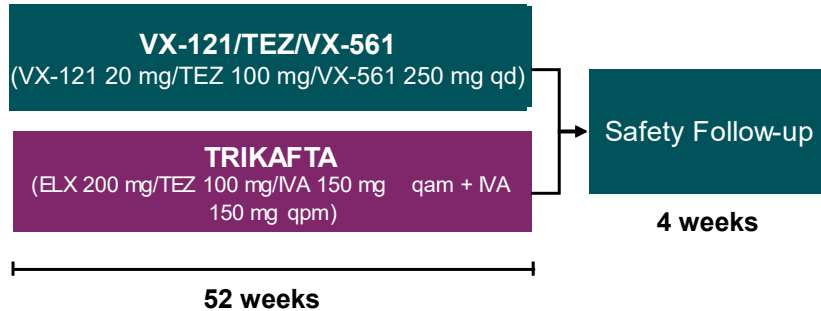 VX-121/TEZ/VX-561
(VX-121 20 mg/TEZ 100 mg/VX-561 250 mg qd)
TRIKAFTA
(ELX 200 mg/TEZ 100 mg/IVA 150 mg qam + IVA
150 mg qpm)
52 weeks
Safety Follow-up
4 weeks